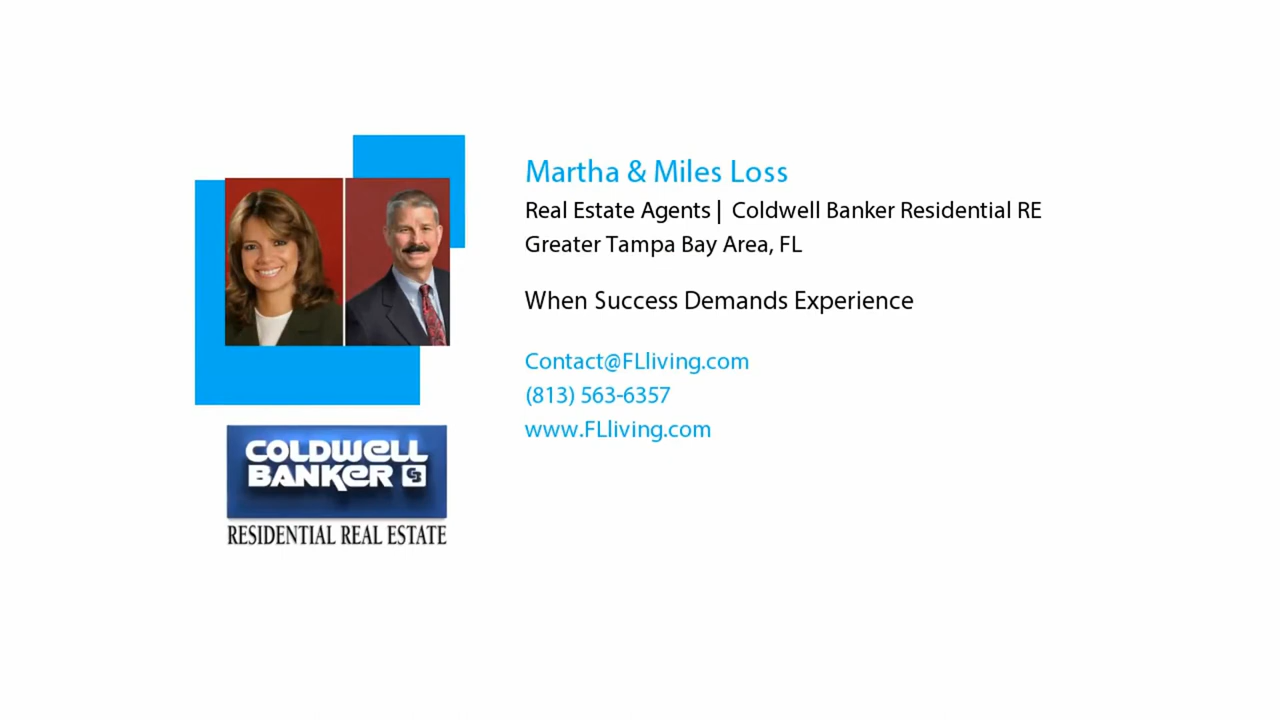 Martha & Miles Loss
Real Estate Agents | Coldwell Banker Residential RE
Greater Tampa Bay Area, FL
When Success Demands Experience
Contact@FLliving.com
(813) 563-6357
www.FLliving.com
COLDWELL
BANKER CB
RESIDENTIAL REAL ESTATE